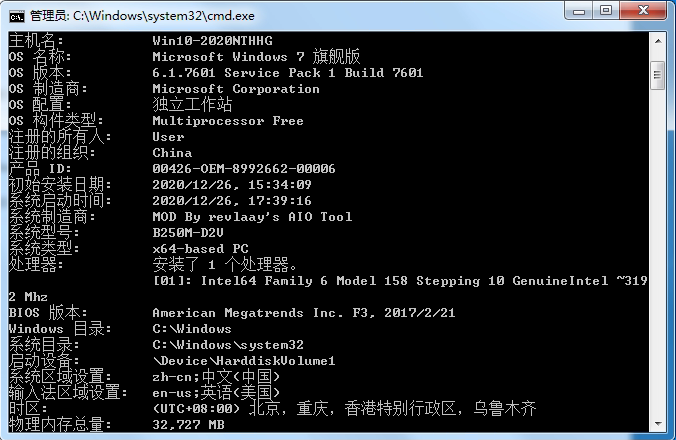 管理员: C:\Windows\system32\cmd.exe
主机名: Win10-2020NTHHG
OS 名称: Microsoft Windows 7 旗舰版
OS 版本: 6.1.7601 Service Pack 1 Build 7601
OS 制造商: Microsoft Corporation
OS 配置: 独立工作站
OS 构件类型: Multiprocessor Free
注册的所有人: User
注册的组织: China
产品 ID: 00426-OEM-8992662-00006
初始安装日期: 2020/12/26, 15:34:09
系统启动时间: 2020/12/26, 17:39:16
系统制造商: MOD By revlaay's AIO Tool
系统型号: B250M-D2V
系统类型: x64-based PC
处理器: 安装了 1 个处理器。
[01]: Intel64 Family 6 Model 158 Stepping 10 GenuineIntel ~319
2 Mhz
BIOS 版本: American Megatrends Inc. F3, 2017/2/21
Windows 目录: C:\Windows
系统目录: C:\Windows\system32
启动设备: \Device\HarddiskVolume1
系统区域设置: zh-cn;中文(中国)
输入法区域设置: en-us;英语(美国)
时区: (UTC+08:00) 北京，重庆，香港特别行政区，乌鲁木齐
物理内存总量: 32,727 MB